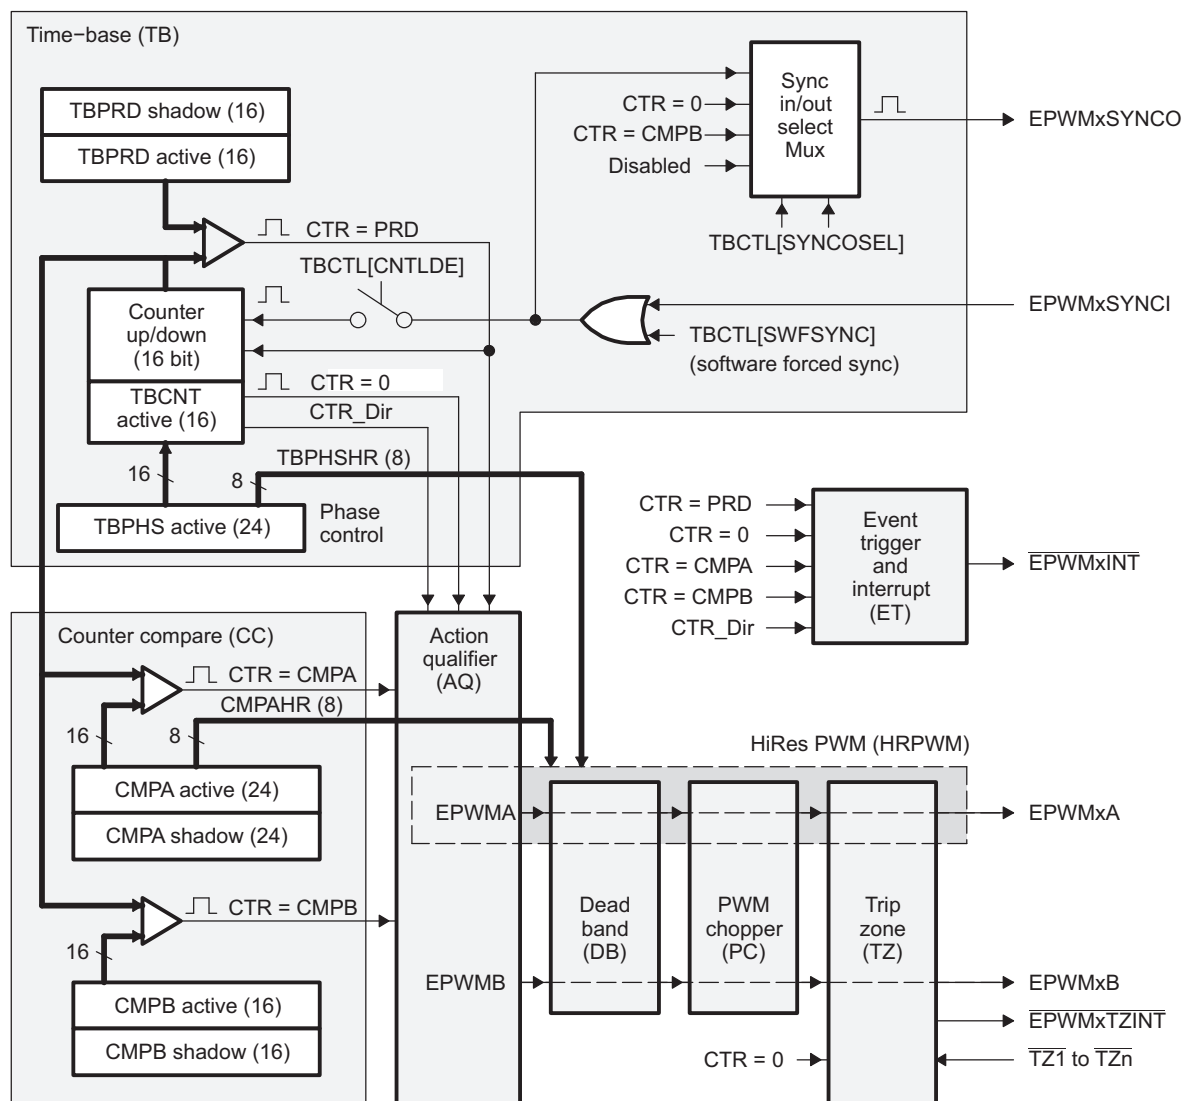 Time−base (TB)
TBPRD shadow (16)
TBPRD active (16)
CTR = PRD
TBCTL[CNTLDE]
Counter
up/down
(16 bit)
TBCNT
active (16)
CTR = 0
CTR_Dir
16
8
TBPHSHR (8)
TBPHS active (24)
Phase
control
CTR = 0
CTR = CMPB
Disabled
Sync
in/out
select
Mux
TBCTL[SYNCOSEL]
EPWMxSYNCO
EPWMxSYNCI
TBCTL[SWFSYNC]
(software forced sync)
CTR = PRD
CTR = 0
CTR = CMPA
CTR = CMPB
CTR_Dir
Event
trigger
and
interrupt
(ET)
EPWMxINT
Counter compare (CC)
CTR = CMPA
CMPAHR (8)
16
8
CMPA active (24)
CMPA shadow (24)
CTR = CMPB
16
CMPB active (16)
CMPB shadow (16)
Action
qualifier
(AQ)
HiRes PWM (HRPWM)
EPWMA
EPWMB
Dead
band
(DB)
PWM
chopper
(PC)
Trip
zone
(TZ)
CTR = 0
EPWMxA
EPWMxB
EPWMxTZINT
TZ1 to TZn